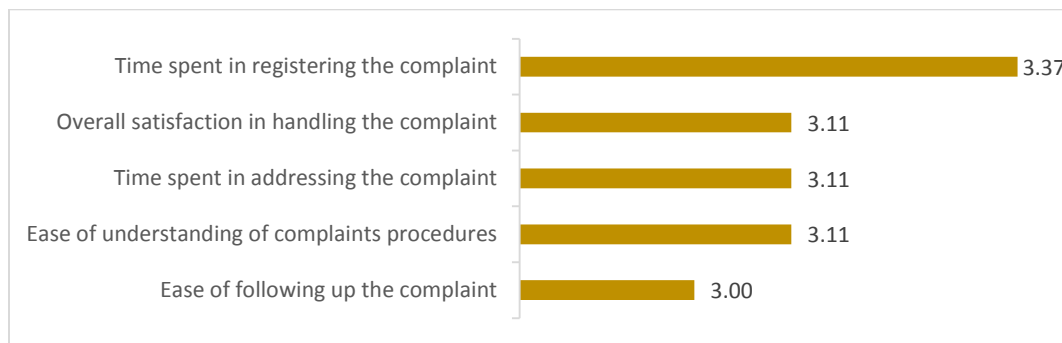 Time spent in registering the complaint 3.37
Overall satisfaction in handling the complaint 3.11
Time spent in addressing the complaint 3.11
Ease of understanding of complaints procedures 3.11
Ease of following up the complaint 3.00